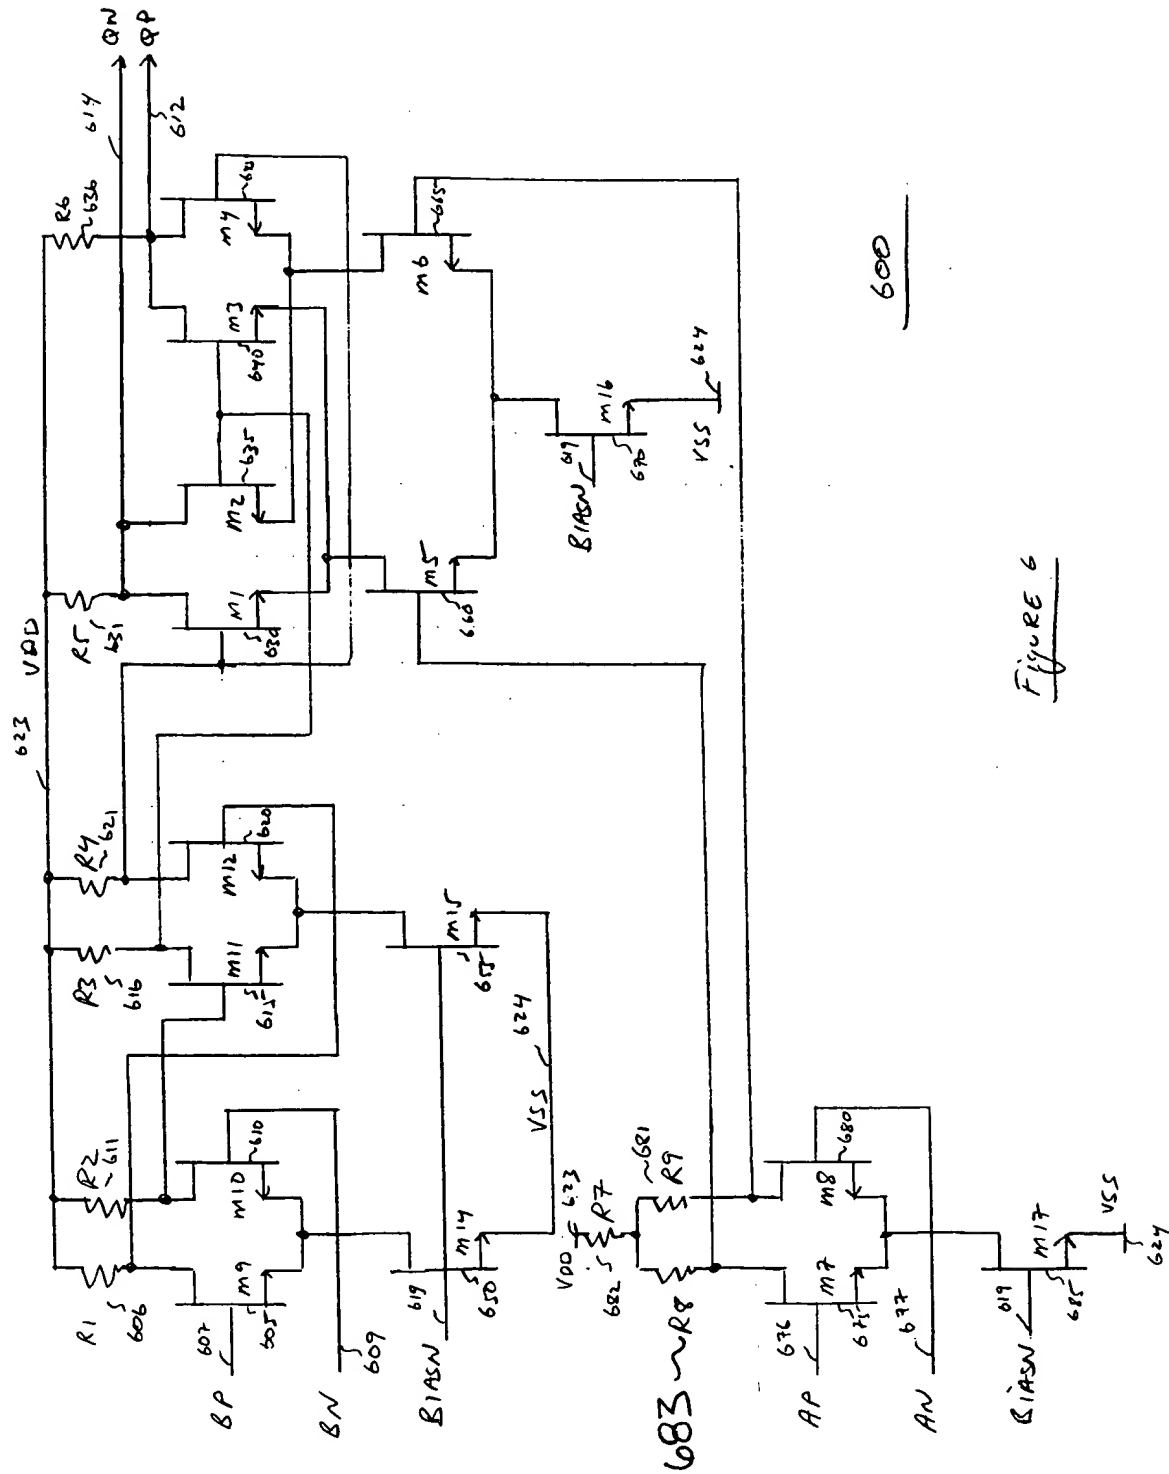 623 VDD
R1
606
R2
611
R3
616
R4
621
R5
631
R6
636
614
QN
612
QP
BP
607
605
M9
M10
610
M11
615
M12
620
M1
630
M2
635
M3
640
M4
BN
609
BIASN
619
650
M14
M15
655
VSS
624
M5
660
M6
665
BIASN
619
M16
670
VSS
624
VDD
623
682
R7
683
R8
681
R9
AP
676
675
M7
M8
680
AN
677
BIASN
619
M17
685
VSS
624
600
FigURE 6